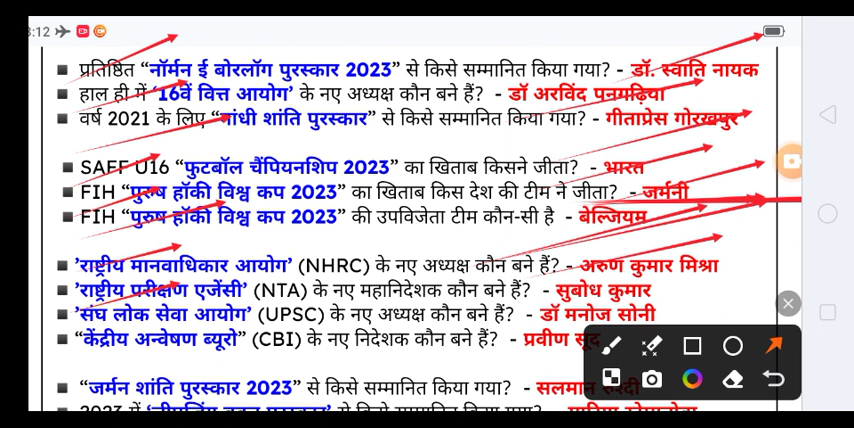 3:12
▪ प्रतिष्ठित “नॉर्मन ई बोरलॉग पुरस्कार 2023” से किसे सम्मानित किया गया? - डॉ. स्वाति नायक
▪ हाल ही में ‘16वें वित्त आयोग’ के नए अध्यक्ष कौन बने हैं? - डॉ अरविंद पनगढ़िया
▪ वर्ष 2021 के लिए “गांधी शांति पुरस्कार” से किसे सम्मानित किया गया? - गीताप्रेस गोरखपुर
▪ SAFF U16 “फुटबॉल चैंपियनशिप 2023” का खिताब किसने जीता? - भारत
▪ FIH “पुरुष हॉकी विश्व कप 2023” का खिताब किस देश की टीम ने जीता? - जर्मनी
▪ FIH “पुरुष हॉकी विश्व कप 2023” की उपविजेता टीम कौन-सी है - बेल्जियम
▪ ’राष्ट्रीय मानवाधिकार आयोग’ (NHRC) के नए अध्यक्ष कौन बने हैं? - अरुण कुमार मिश्रा
▪ ’राष्ट्रीय परीक्षण एजेंसी’ (NTA) के नए महानिदेशक कौन बने हैं? - सुबोध कुमार
▪ ’संघ लोक सेवा आयोग’ (UPSC) के नए अध्यक्ष कौन बने हैं? - डॉ मनोज सोनी
▪ “केंद्रीय अन्वेषण ब्यूरो” (CBI) के नए निदेशक कौन बने हैं? - प्रवीण सूद
▪ “जर्मन शांति पुरस्कार 2023” से किसे सम्मानित किया गया? - सलमान रुश्दी